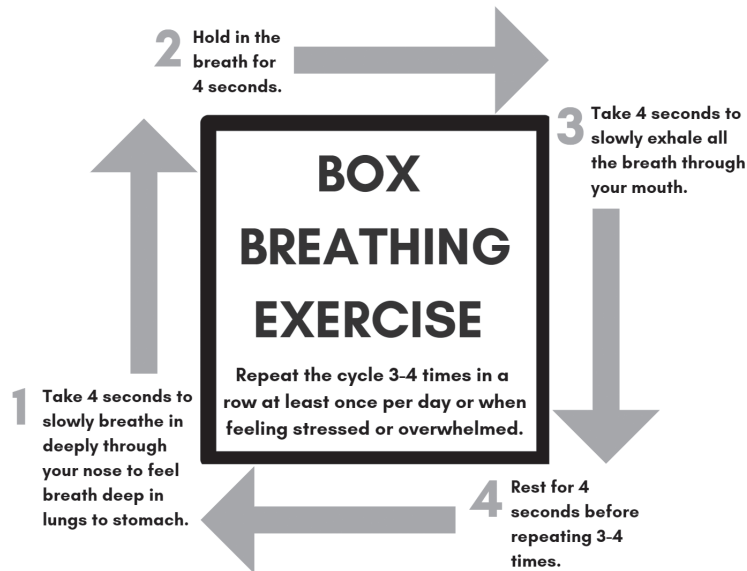 BOX
BREATHING
EXERCISE
Repeat the cycle 3-4 times in a
row at least once per day or when
feeling stressed or overwhelmed.
1
Take 4 seconds to
slowly breathe in
deeply through
your nose to feel
breath deep in
lungs to stomach.
2
Hold in the
breath for
4 seconds.
3
Take 4 seconds to
slowly exhale all
the breath through
your mouth.
4
Rest for 4
seconds before
repeating 3-4
times.